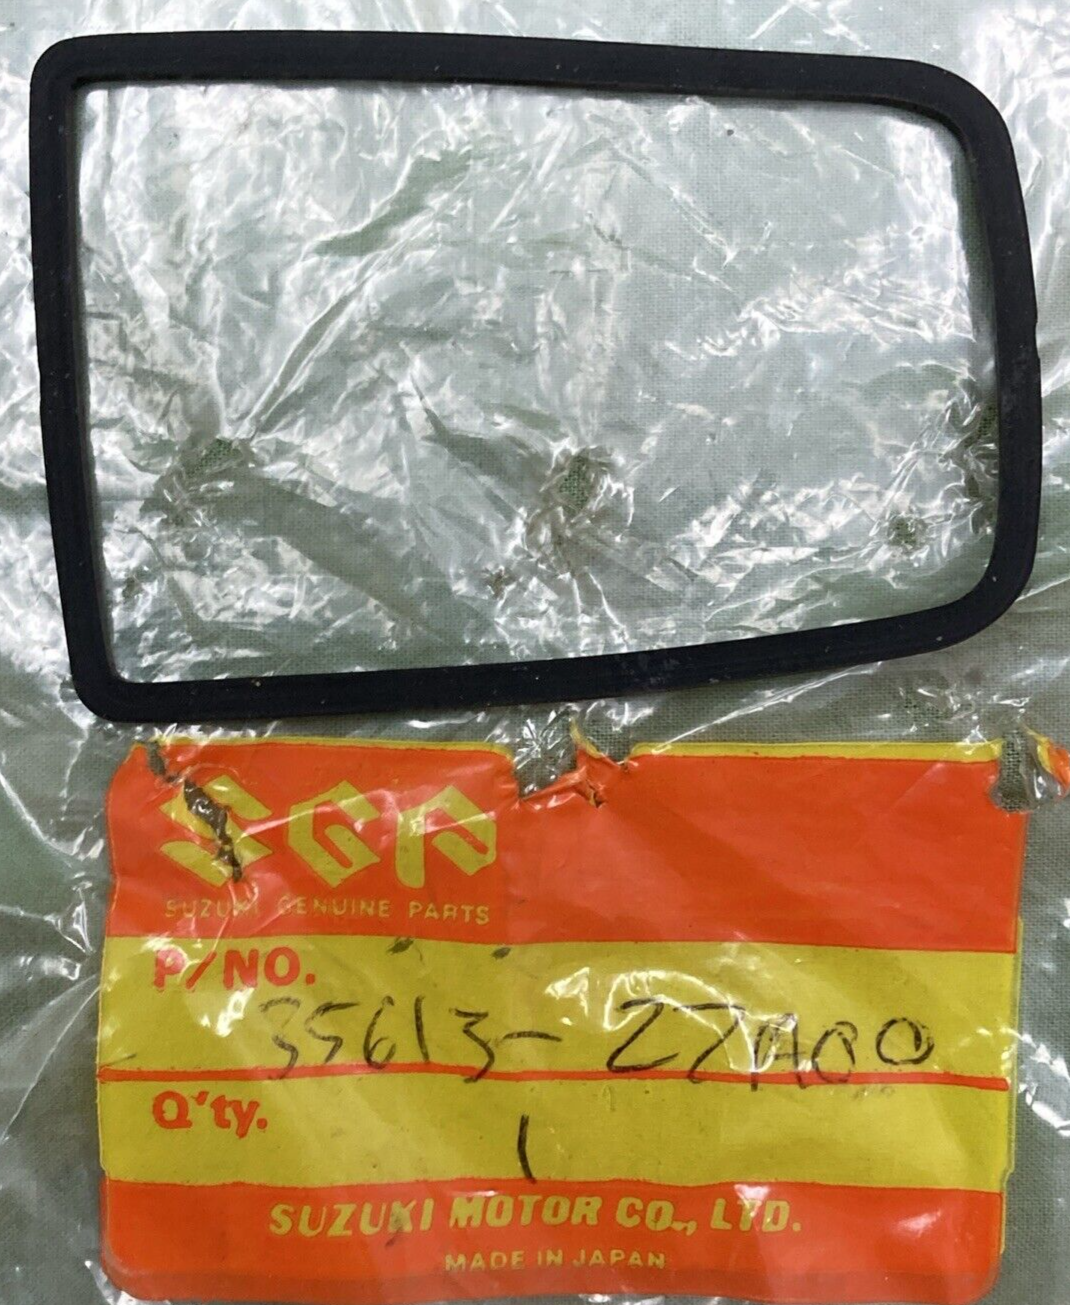 SGP
SUZUKI GENUINE PARTS
P/NO.
35613-27A00
Q'ty.
1
SUZUKI MOTOR CO., LTD.
MADE IN JAPAN